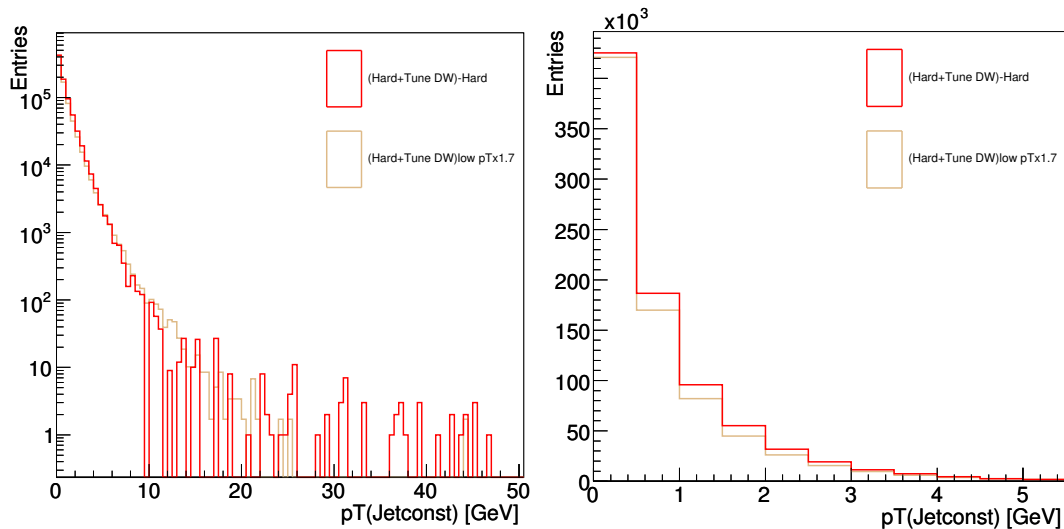 Entries
10^5
10^4
10^3
10^2
10
1
0 10 20 30 40 50
pT(Jetconst) [GeV]
(Hard+Tune DW)-Hard
(Hard+Tune DW)low pTx1.7
×10^3
Entries
350
300
250
200
150
100
50
0
0 1 2 3 4 5
pT(Jetconst) [GeV]
(Hard+Tune DW)-Hard
(Hard+Tune DW)low pTx1.7